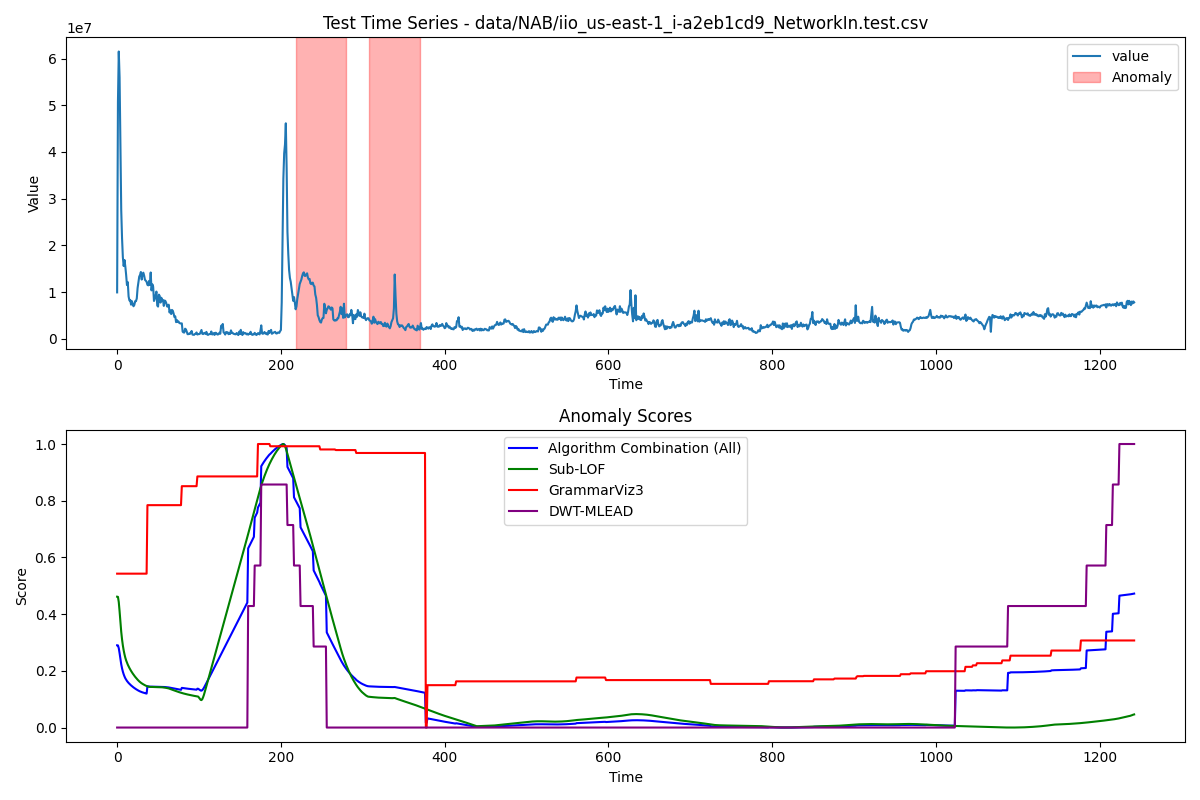 Test Time Series - data/NAB/iio_us-east-1_i-a2eb1cd9_NetworkIn.test.csv
1e7
value
Anomaly
Value
6
5
4
3
2
1
0
0 200 400 600 800 1000 1200
Time
Anomaly Scores
Algorithm Combination (All)
Sub-LOF
GrammarViz3
DWT-MLEAD
Score
1.0
0.8
0.6
0.4
0.2
0.0
0 200 400 600 800 1000 1200
Time